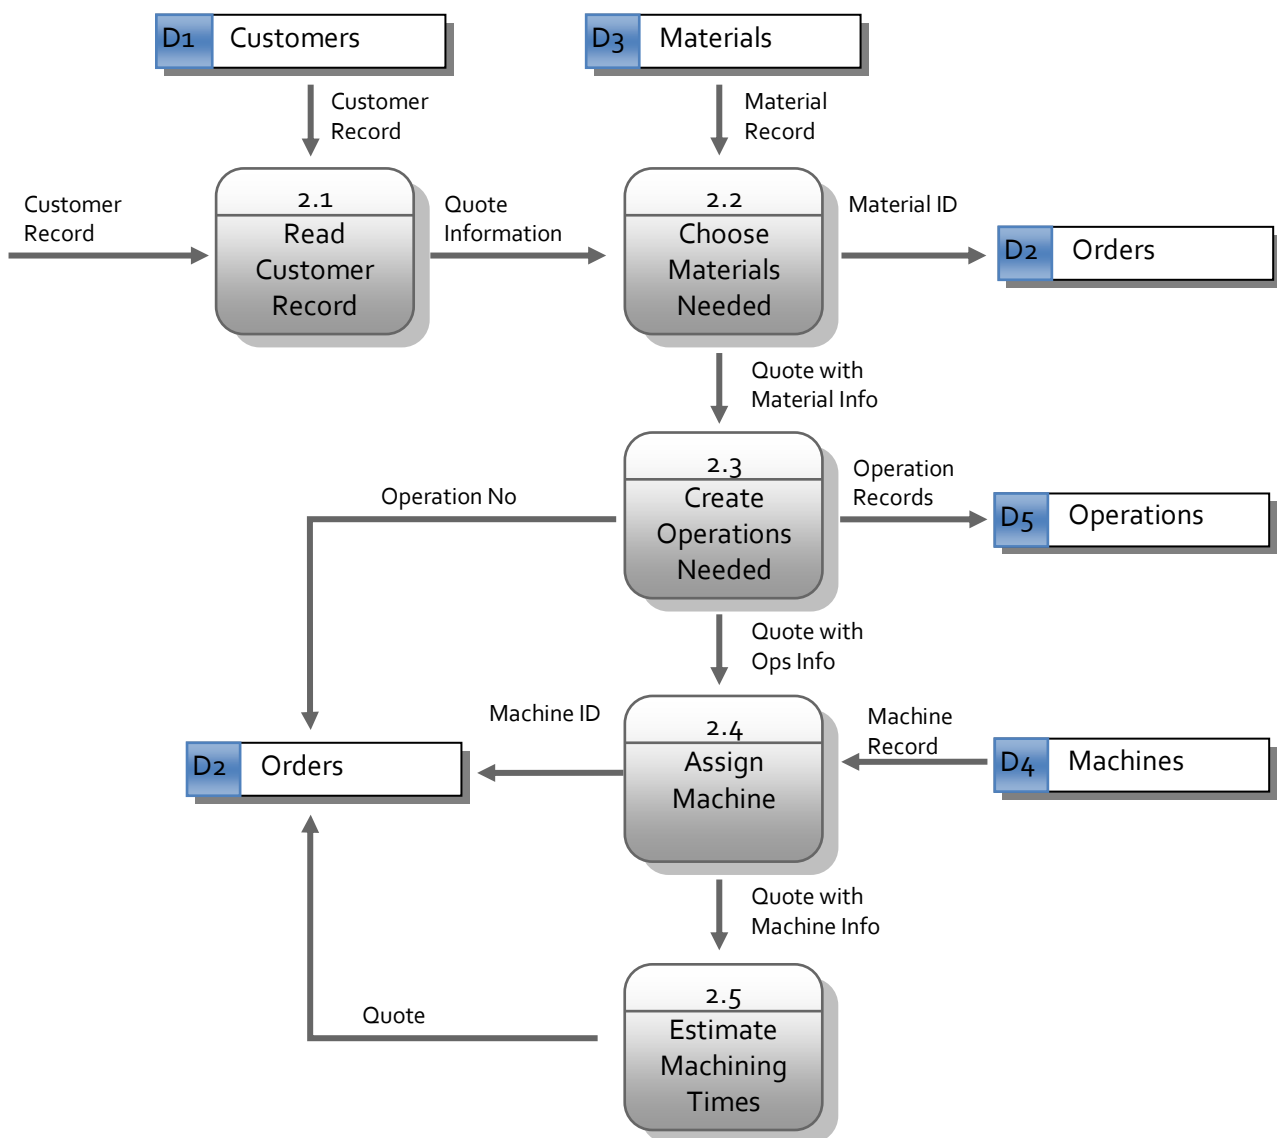 D1 Customers
D3 Materials
Customer
Record
Material
Record
Customer
Record
2.1
Read
Customer
Record
Quote
Information
2.2
Choose
Materials
Needed
Material ID
D2 Orders
Quote with
Material Info
Operation No
2.3
Create
Operations
Needed
Operation
Records
D5 Operations
Quote with
Ops Info
D2 Orders
Machine ID
2.4
Assign
Machine
Machine
Record
D4 Machines
Quote with
Machine Info
Quote
2.5
Estimate
Machining
Times